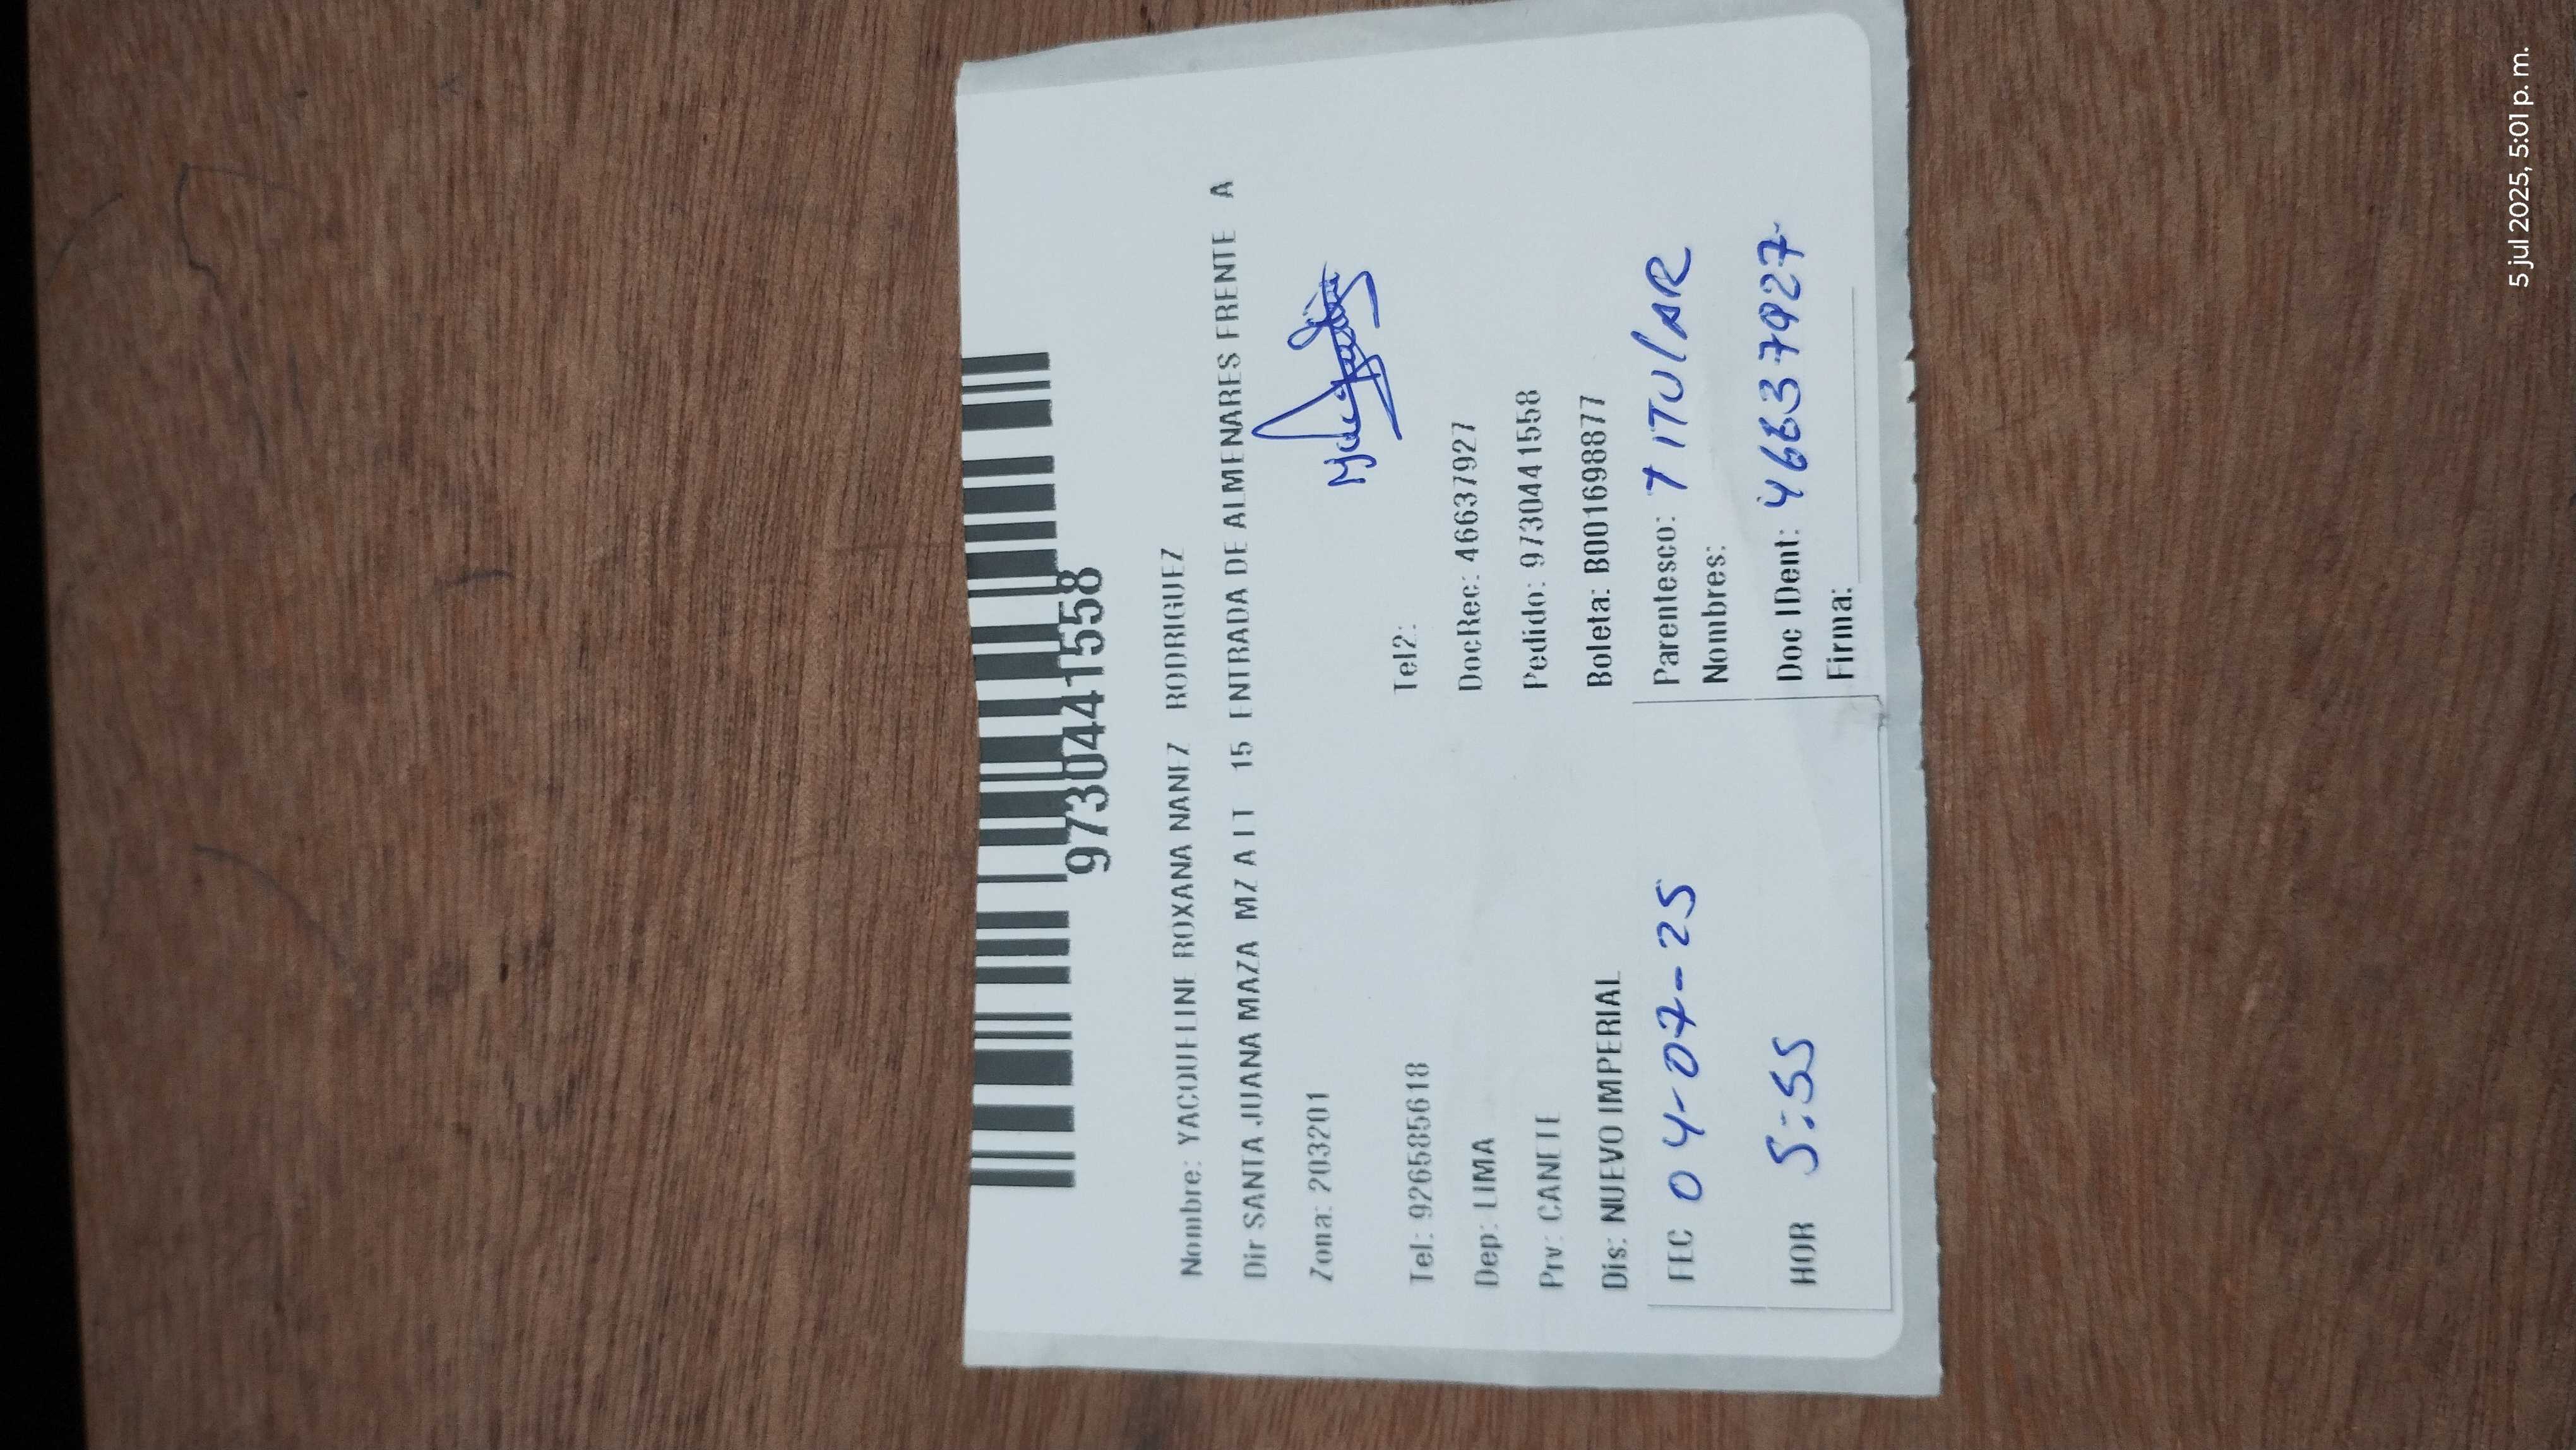 9730441558
Nombre: YACQUELINE ROXANA NANEZ RODRIGUEZ
Dir SANTA JUANA MAZA MZ A LT 15 ENTRADA DE ALMENARES FRENTE A
Zona: 203201
Tel: 926585618 Tel2:
Dep: LIMA DocRec: 46637927
Prv: CANETE Pedido: 9730441558
Dis: NUEVO IMPERIAL Boleta: B001698877
FEC 04-07-25 Parentesco: TITULAR
Nombres:
HOR 5:55 Doc IDent: 46637927
Firma:
5 jul 2025, 5:01 p. m.